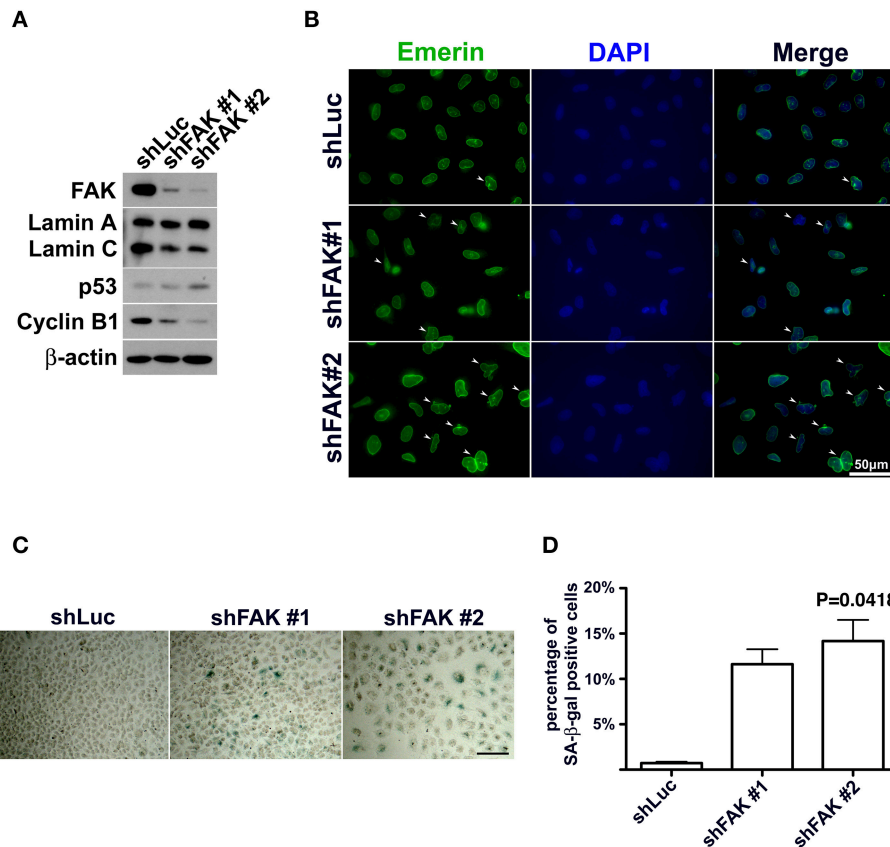 A
shLuc
shFAK #1
shFAK #2
FAK
Lamin A
Lamin C
p53
Cyclin B1
β-actin
B
Emerin DAPI Merge
shLuc
shFAK#1
shFAK#2
50µm
C
shLuc shFAK #1 shFAK #2
D
percentage of
SA-β-gal positive cells
20%
15%
10%
5%
P=0.0418
shLuc
shFAK #1
shFAK #2